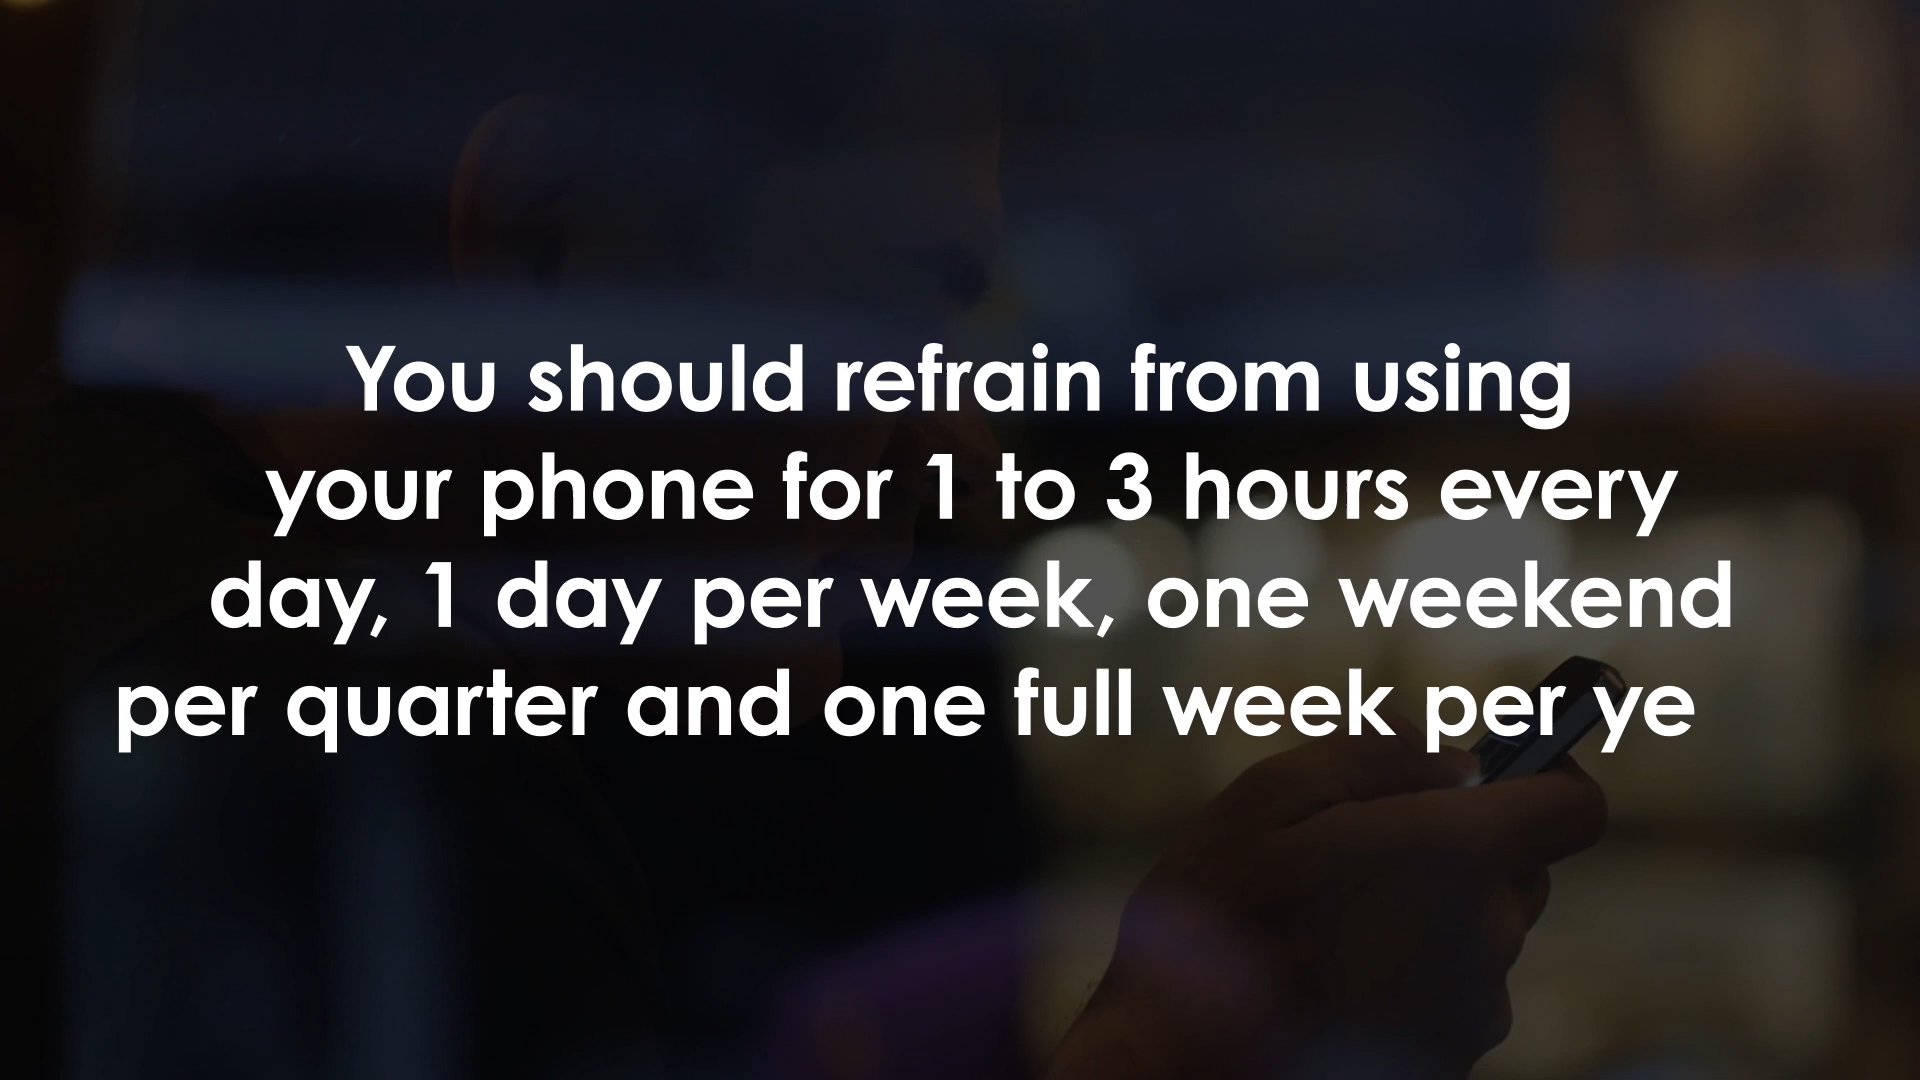 You should refrain from using
your phone for 1 to 3 hours every
day, 1 day per week, one weekend
per quarter and one full week per ye